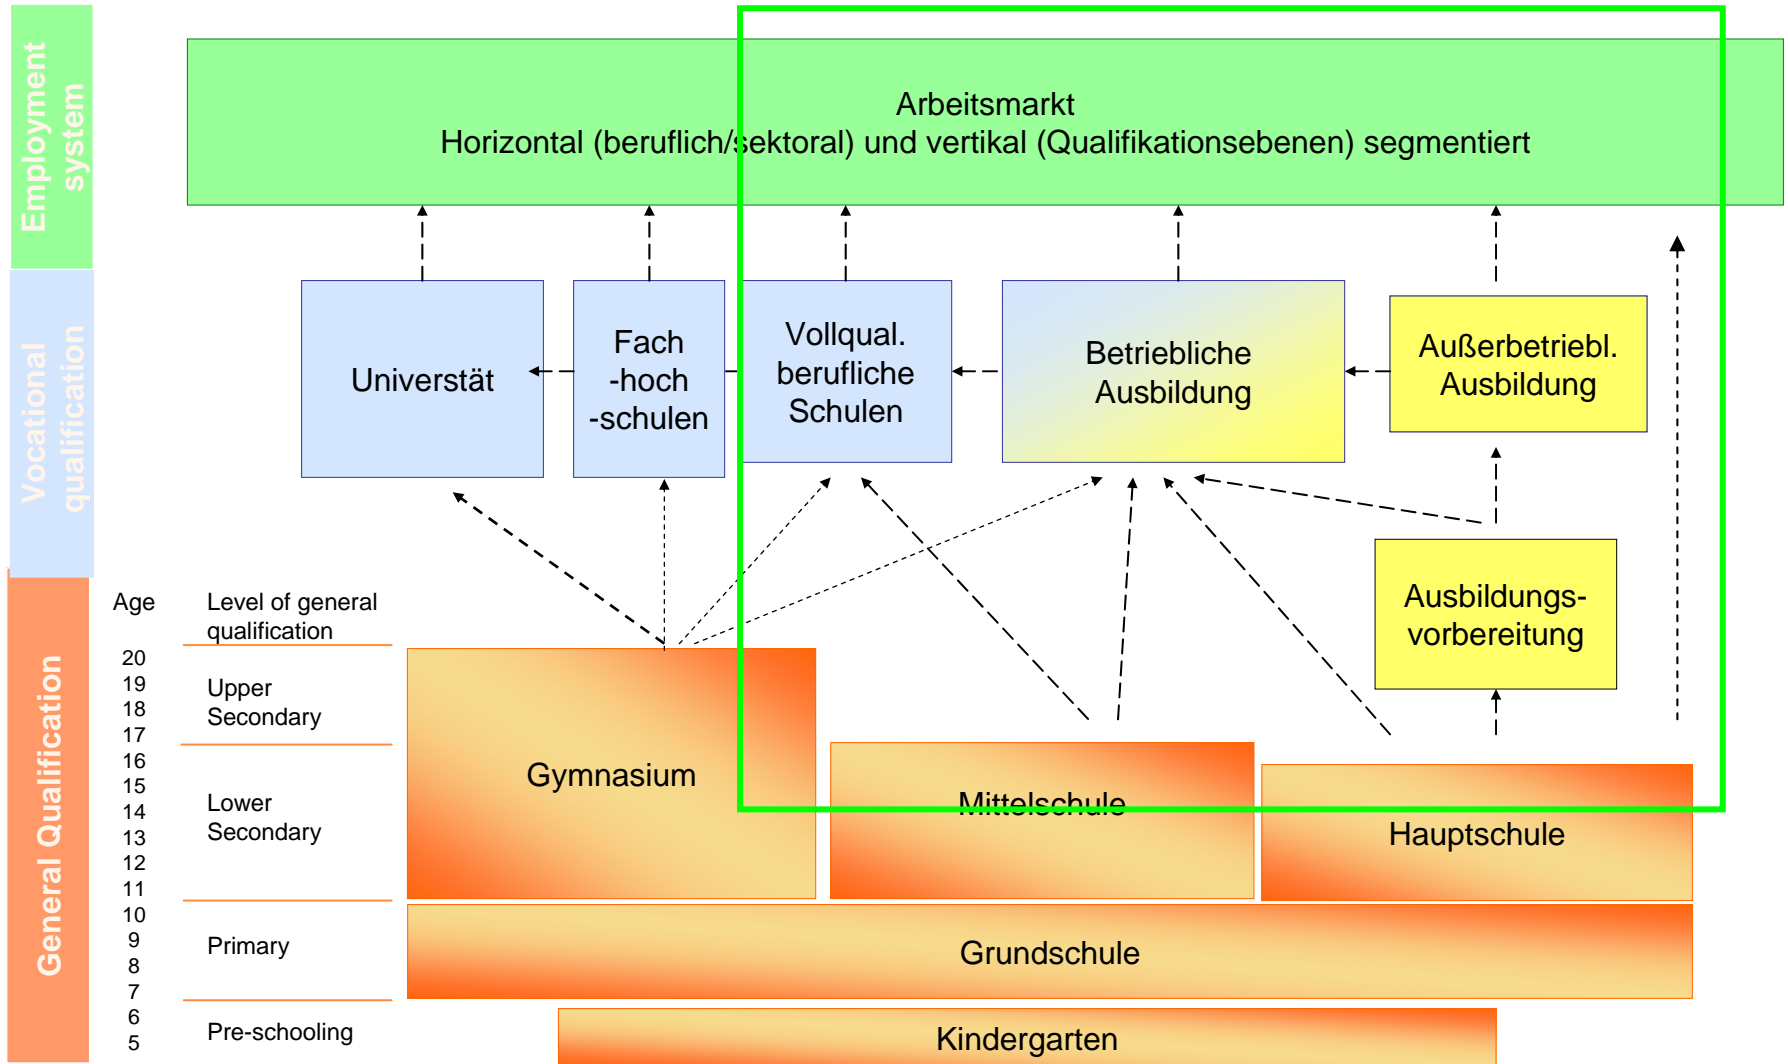 Employment
system
Arbeitsmarkt
Horizontal (beruflich/sektoral) und vertikal (Qualifikationsebenen) segmentiert
Vocational
qualification
Universtät
Fach
-hoch
-schulen
Vollqual.
berufliche
Schulen
Betriebliche
Ausbildung
Außerbetriebl.
Ausbildung
Ausbildungs-
vorbereitung
General Qualification
Age
Level of general
qualification
20
19
18
17
Upper
Secondary
16
15
14
13
12
11
Lower
Secondary
10
9
8
7
Primary
6
5
Pre-schooling
Gymnasium
Mittelschule
Hauptschule
Grundschule
Kindergarten